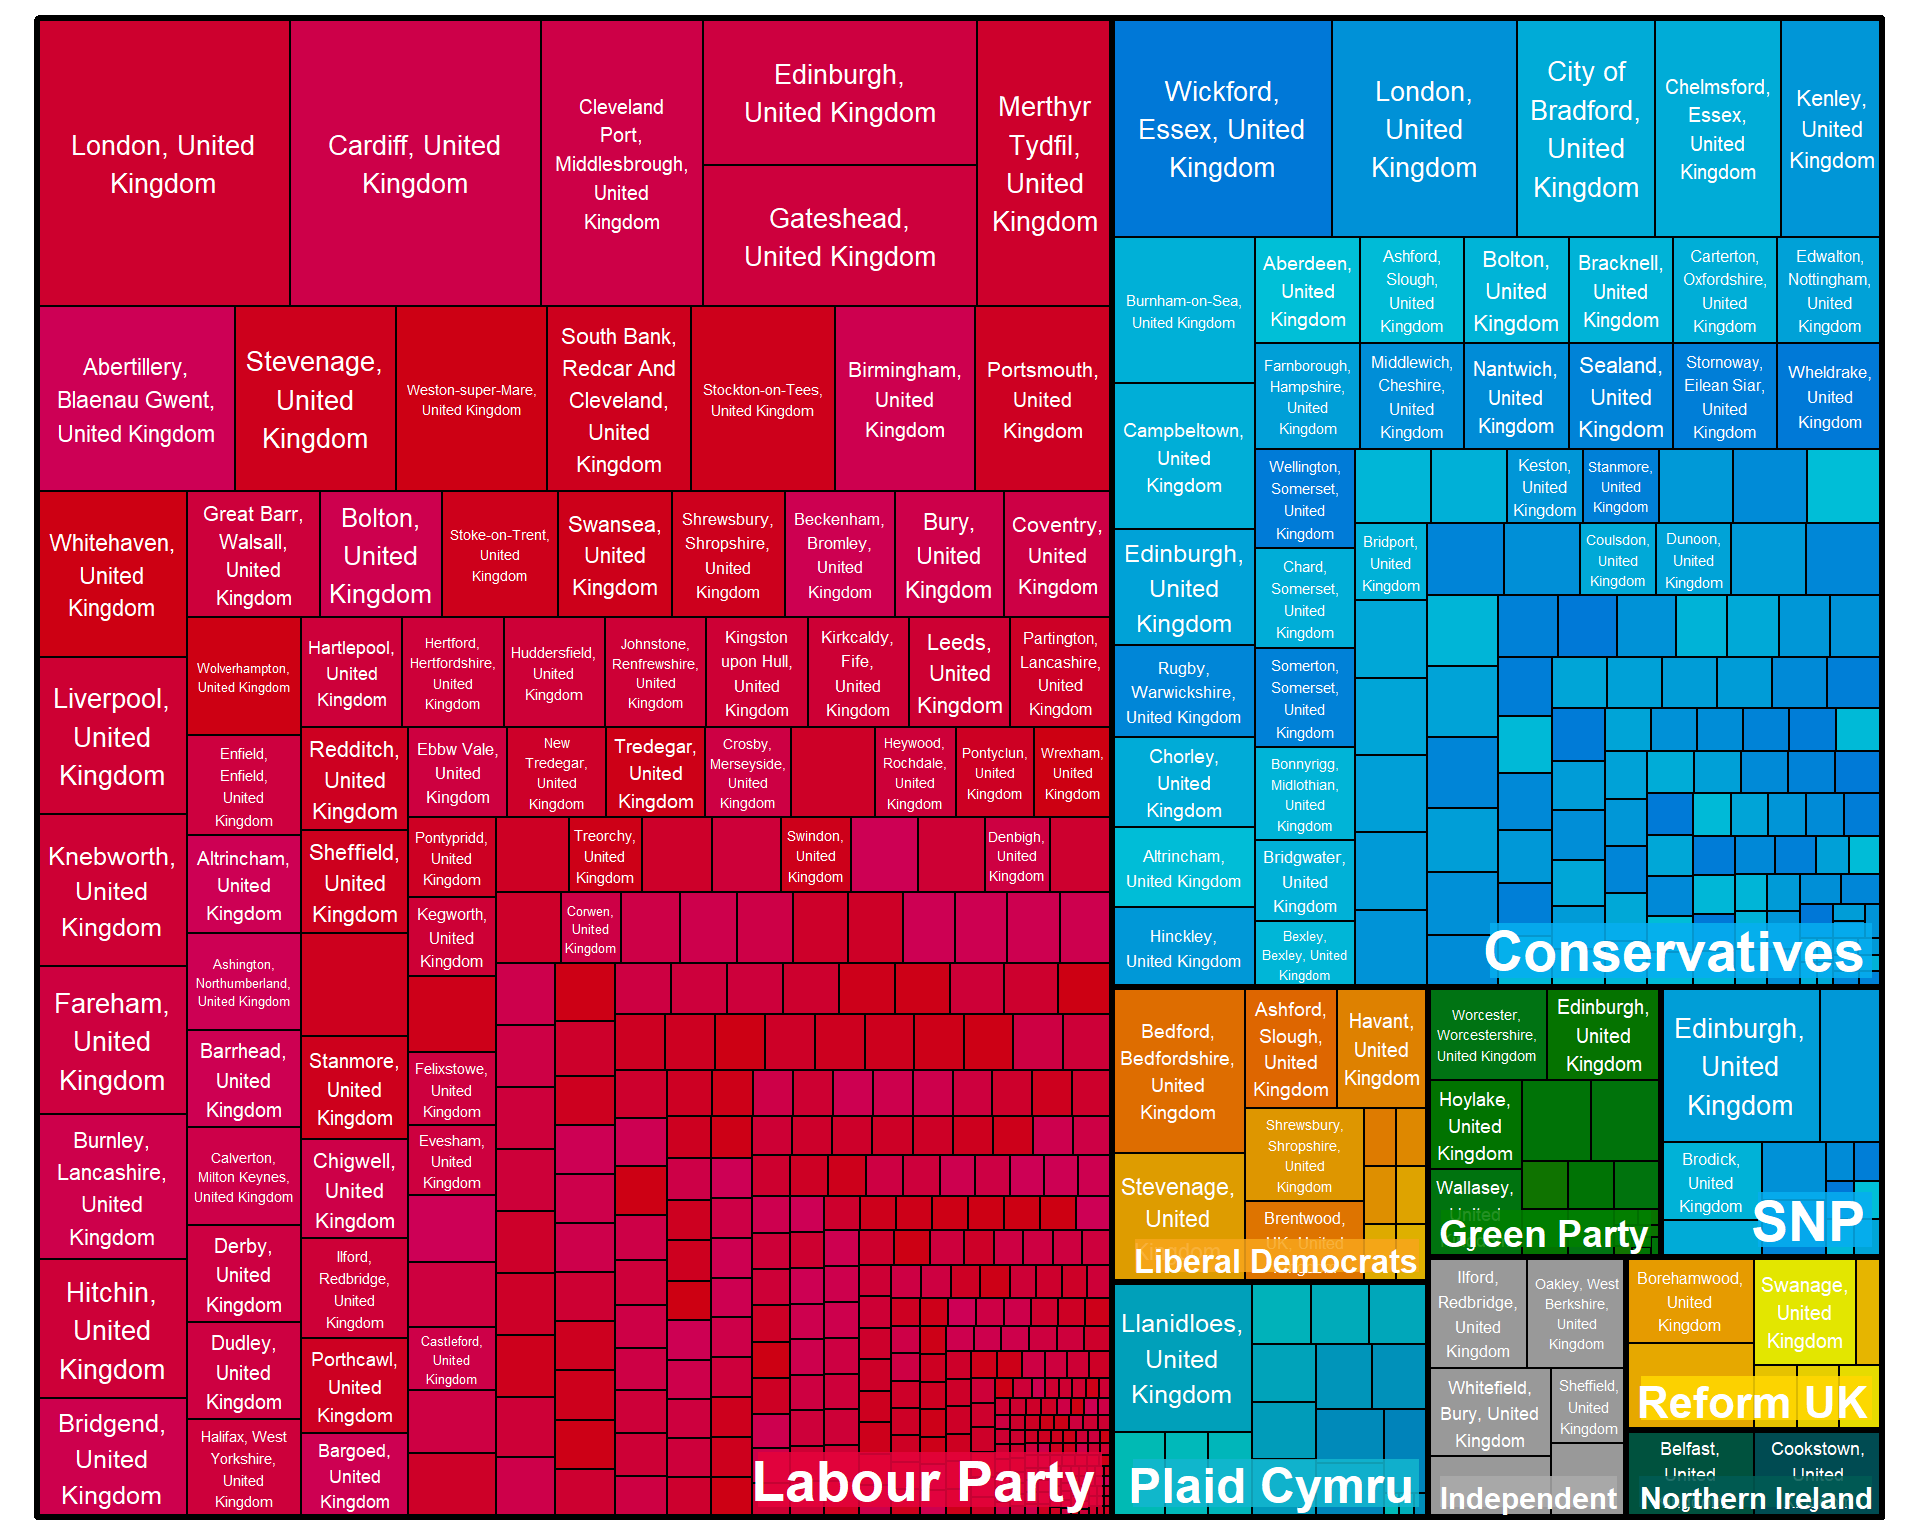 London, United
Kingdom
Cardiff, United
Kingdom
Cleveland
Port,
Middlesbrough,
United
Kingdom
Edinburgh,
United Kingdom
Gateshead,
United Kingdom
Merthyr
Tydfil,
United
Kingdom
Abertillery,
Blaenau Gwent,
United Kingdom
Stevenage,
United
Kingdom
Weston-super-Mare,
United Kingdom
South Bank,
Redcar And
Cleveland,
United
Kingdom
Stockton-on-Tees,
United Kingdom
Birmingham,
United
Kingdom
Portsmouth,
United
Kingdom
Whitehaven,
United
Kingdom
Great Barr,
Walsall,
United
Kingdom
Bolton,
United
Kingdom
Stoke-on-Trent,
United
Kingdom
Swansea,
United
Kingdom
Shrewsbury,
Shropshire,
United
Kingdom
Beckenham,
Bromley,
United
Kingdom
Bury,
United
Kingdom
Coventry,
United
Kingdom
Wolverhampton,
United Kingdom
Hartlepool,
United
Kingdom
Hertford,
Hertfordshire,
United
Kingdom
Huddersfield,
United
Kingdom
Johnstone,
Renfrewshire,
United
Kingdom
Kingston
upon Hull,
United
Kingdom
Kirkcaldy,
Fife,
United
Kingdom
Leeds,
United
Kingdom
Partington,
Lancashire,
United
Kingdom
Liverpool,
United
Kingdom
Enfield,
Enfield,
United
Kingdom
Redditch,
United
Kingdom
Ebbw Vale,
United
Kingdom
New
Tredegar,
United
Kingdom
Tredegar,
United
Kingdom
Crosby,
Merseyside,
United
Kingdom
Heywood,
Rochdale,
United
Kingdom
Pontyclun,
United
Kingdom
Wrexham,
United
Kingdom
Knebworth,
United
Kingdom
Altrincham,
United
Kingdom
Sheffield,
United
Kingdom
Pontypridd,
United
Kingdom
Treorchy,
United
Kingdom
Swindon,
United
Kingdom
Denbigh,
United
Kingdom
Kegworth,
United
Kingdom
Corwen,
United
Kingdom
Fareham,
United
Kingdom
Ashington,
Northumberland,
United Kingdom
Barrhead,
United
Kingdom
Stanmore,
United
Kingdom
Felixstowe,
United
Kingdom
Burnley,
Lancashire,
United
Kingdom
Calverton,
Milton Keynes,
United Kingdom
Chigwell,
United
Kingdom
Evesham,
United
Kingdom
Hitchin,
United
Kingdom
Derby,
United
Kingdom
Ilford,
Redbridge,
United
Kingdom
Dudley,
United
Kingdom
Porthcawl,
United
Kingdom
Castleford,
United
Kingdom
Bridgend,
United
Kingdom
Halifax, West
Yorkshire,
United
Kingdom
Bargoed,
United
Kingdom
Labour Party
Wickford,
Essex, United
Kingdom
London,
United
Kingdom
City of
Bradford,
United
Kingdom
Chelmsford,
Essex,
United
Kingdom
Kenley,
United
Kingdom
Burnham-on-Sea,
United Kingdom
Aberdeen,
United
Kingdom
Ashford,
Slough,
United
Kingdom
Bolton,
United
Kingdom
Bracknell,
United
Kingdom
Carterton,
Oxfordshire,
United
Kingdom
Edwalton,
Nottingham,
United
Kingdom
Farnborough,
Hampshire,
United
Kingdom
Middlewich,
Cheshire,
United
Kingdom
Nantwich,
United
Kingdom
Sealand,
United
Kingdom
Stornoway,
Eilean Siar,
United
Kingdom
Wheldrake,
United
Kingdom
Campbeltown,
United
Kingdom
Wellington,
Somerset,
United
Kingdom
Keston,
United
Kingdom
Stanmore,
United
Kingdom
Edinburgh,
United
Kingdom
Chard,
Somerset,
United
Kingdom
Bridport,
United
Kingdom
Coulsdon,
United
Kingdom
Dunoon,
United
Kingdom
Rugby,
Warwickshire,
United Kingdom
Somerton,
Somerset,
United
Kingdom
Chorley,
United
Kingdom
Bonnyrigg,
Midlothian,
United
Kingdom
Altrincham,
United Kingdom
Bridgwater,
United
Kingdom
Hinckley,
United Kingdom
Bexley,
Bexley, United
Kingdom
Conservatives
Bedford,
Bedfordshire,
United
Kingdom
Ashford,
Slough,
United
Kingdom
Havant,
United
Kingdom
Stevenage,
United
Kingdom
Shrewsbury,
Shropshire,
United
Kingdom
Brentwood,
UK, United
Liberal Democrats
Worcester,
Worcestershire,
United Kingdom
Edinburgh,
United
Kingdom
Hoylake,
United
Kingdom
Wallasey,
United
Green Party
Edinburgh,
United
Kingdom
Brodick,
United
Kingdom
SNP
Llanidloes,
United
Kingdom
Plaid Cymru
Ilford,
Redbridge,
United
Kingdom
Oakley, West
Berkshire,
United
Kingdom
Whitefield,
Bury, United
Kingdom
Sheffield,
United
Kingdom
Independent
Borehamwood,
United
Kingdom
Swanage,
United
Kingdom
Reform UK
Belfast,
United
Cookstown,
United
Northern Ireland